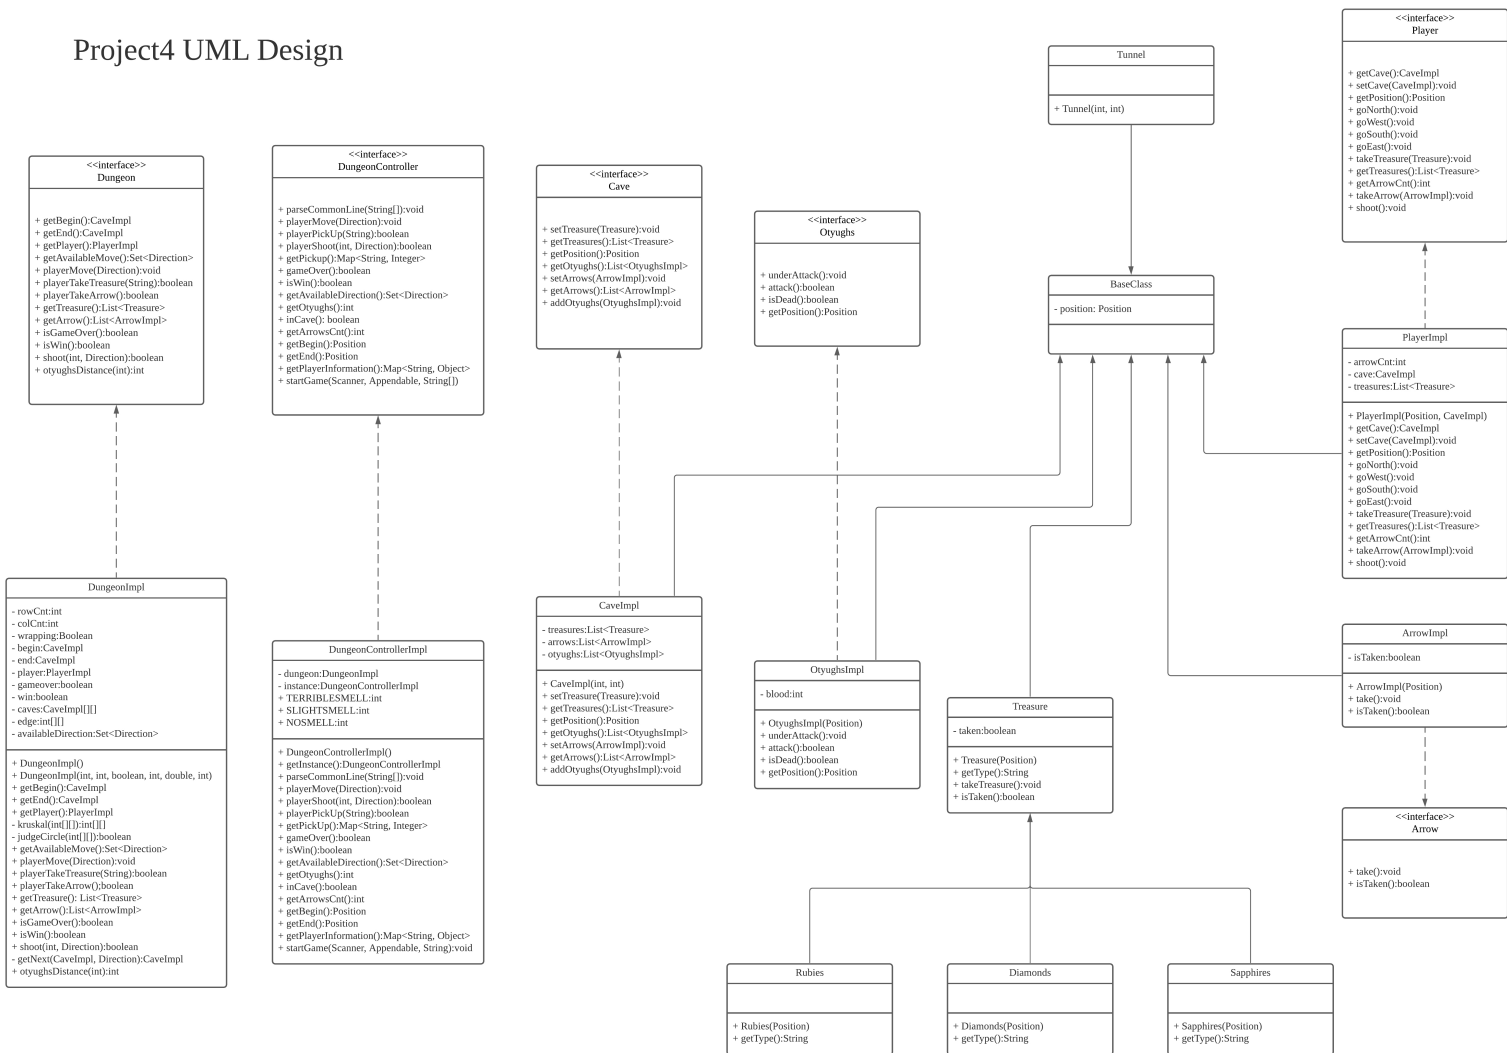 Project4 UML Design
<<interface>>
Dungeon
+ getBegin():CaveImpl
+ getEnd():CaveImpl
+ getPlayer():PlayerImpl
+ getAvailableMove():Set<Direction>
+ playerMove(Direction):void
+ playerTakeTreasure(String):boolean
+ playerTakeArrow():boolean
+ getTreasure():List<Treasure>
+ getArrow():List<ArrowImpl>
+ isGameOver():boolean
+ isWin():boolean
+ shoot(int, Direction):boolean
+ otyughsDistance(int):int
<<interface>>
DungeonController
+ parseCommonLine(String[]):void
+ playerMove(Direction):void
+ playerPickUp(String):boolean
+ playerShoot(int, Direction):boolean
+ getPickup():Map<String, Integer>
+ gameOver():boolean
+ isWin():boolean
+ getAvailableDirection():Set<Direction>
+ getOtyughs():int
+ inCave(): boolean
+ getArrowsCnt():int
+ getBegin():Position
+ getEnd():Position
+ getPlayerInformation():Map<String, Object>
+ startGame(Scanner, Appendable, String[])
<<interface>>
Cave
+ setTreasure(Treasure):void
+ getTreasures():List<Treasure>
+ getPosition():Position
+ getOtyughs():List<OtyughsImpl>
+ setArrows(ArrowImpl):void
+ getArrows():List<ArrowImpl>
+ addOtyughs(OtyughsImpl):void
<<interface>>
Otyughs
+ underAttack():void
+ attack():boolean
+ isDead():boolean
+ getPosition():Position
Tunnel
+ Tunnel(int, int)
<<interface>>
Player
+ getCave():CaveImpl
+ setCave(CaveImpl):void
+ getPosition():Position
+ goNorth():void
+ goWest():void
+ goSouth():void
+ goEast():void
+ takeTreasure(Treasure):void
+ getTreasures():List<Treasure>
+ getArrowCnt():int
+ takeArrow(ArrowImpl):void
+ shoot():void
BaseClass
- position: Position
PlayerImpl
- arrowCnt:int
- cave:CaveImpl
- treasures:List<Treasure>
+ PlayerImpl(Position, CaveImpl)
+ getCave():CaveImpl
+ setCave(CaveImpl):void
+ getPosition():Position
+ goNorth():void
+ goWest():void
+ goSouth():void
+ goEast():void
+ takeTreasure(Treasure):void
+ getTreasures():List<Treasure>
+ getArrowCnt():int
+ takeArrow(ArrowImpl):void
+ shoot():void
DungeonImpl
- rowCnt:int
- colCnt:int
- wrapping:Boolean
- begin:CaveImpl
- end:CaveImpl
- player:PlayerImpl
- gameover:boolean
- win:boolean
- caves:CaveImpl[][]
- edge:int[][]
- availableDirection:Set<Direction>
+ DungeonImpl()
+ DungeonImpl(int, int, boolean, int, double, int)
+ getBegin():CaveImpl
+ getEnd():CaveImpl
+ getPlayer():PlayerImpl
- kruskal(int[][]):int[][]
- judgeCircle(int[][]):boolean
+ getAvailableMove():Set<Direction>
+ playerMove(Direction):void
+ playerTakeTreasure(String):boolean
+ playerTakeArrow();boolean
+ getTreasure(): List<Treasure>
+ getArrow():List<ArrowImpl>
+ isGameOver():boolean
+ isWin():boolean
+ shoot(int, Direction):boolean
- getNext(CaveImpl, Direction):CaveImpl
+ otyughsDistance(int):int
DungeonControllerImpl
- dungeon:DungeonImpl
- instance:DungeonControllerImpl
+ TERRIBLESMELL:int
+ SLIGHTSMELL:int
+ NOSMELL:int
+ DungeonControllerImpl()
+ getInstance():DungeonControllerImpl
+ parseCommonLine(String[]):void
+ playerMove(Direction):void
+ playerShoot(int, Direction):boolean
+ playerPickUp(String):boolean
+ getPickUp():Map<String, Integer>
+ gameOver():boolean
+ isWin():boolean
+ getAvailableDirection():Set<Direction>
+ getOtyughs():int
+ inCave():boolean
+ getArrowsCnt():int
+ getBegin():Position
+ getEnd():Position
+ getPlayerInformation():Map<String, Object>
+ startGame(Scanner, Appendable, String):void
CaveImpl
- treasures:List<Treasure>
- arrows:List<ArrowImpl>
- otyughs:List<OtyughsImpl>
+ CaveImpl(int, int)
+ setTreasure(Treasure):void
+ getTreasures():List<Treasure>
+ getPosition():Position
+ getOtyughs():List<OtyughsImpl>
+ setArrows(ArrowImpl):void
+ getArrows():List<ArrowImpl>
+ addOtyughs(OtyughsImpl):void
OtyughsImpl
- blood:int
+ OtyughsImpl(Position)
+ underAttack():void
+ attack():boolean
+ isDead():boolean
+ getPosition():Position
Treasure
- taken:boolean
+ Treasure(Position)
+ getType():String
+ takeTreasure():void
+ isTaken():boolean
ArrowImpl
- isTaken:boolean
+ ArrowImpl(Position)
+ take():void
+ isTaken():boolean
<<interface>>
Arrow
+ take():void
+ isTaken():boolean
Rubies
+ Rubies(Position)
+ getType():String
Diamonds
+ Diamonds(Position)
+ getType():String
Sapphires
+ Sapphires(Position)
+ getType():String